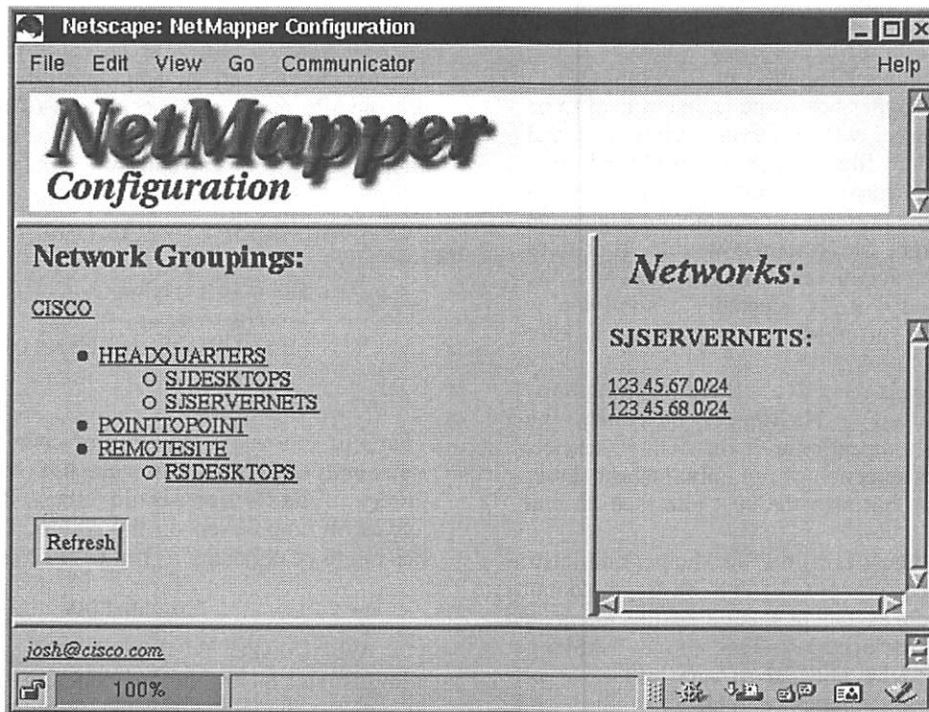 Netscape: NetMapper Configuration
File Edit View Go Communicator Help
NetMapper
Configuration
Network Groupings:
CISCO
HEADQUARTERS
SJDESKTOPS
SJSERVERNETS
POINTTOPOINT
REMOTESITE
RSDESKTOPS
Refresh
Networks:
SJSERVERNETS:
123.45.67.0/24
123.45.68.0/24
josh@cisco.com
100%